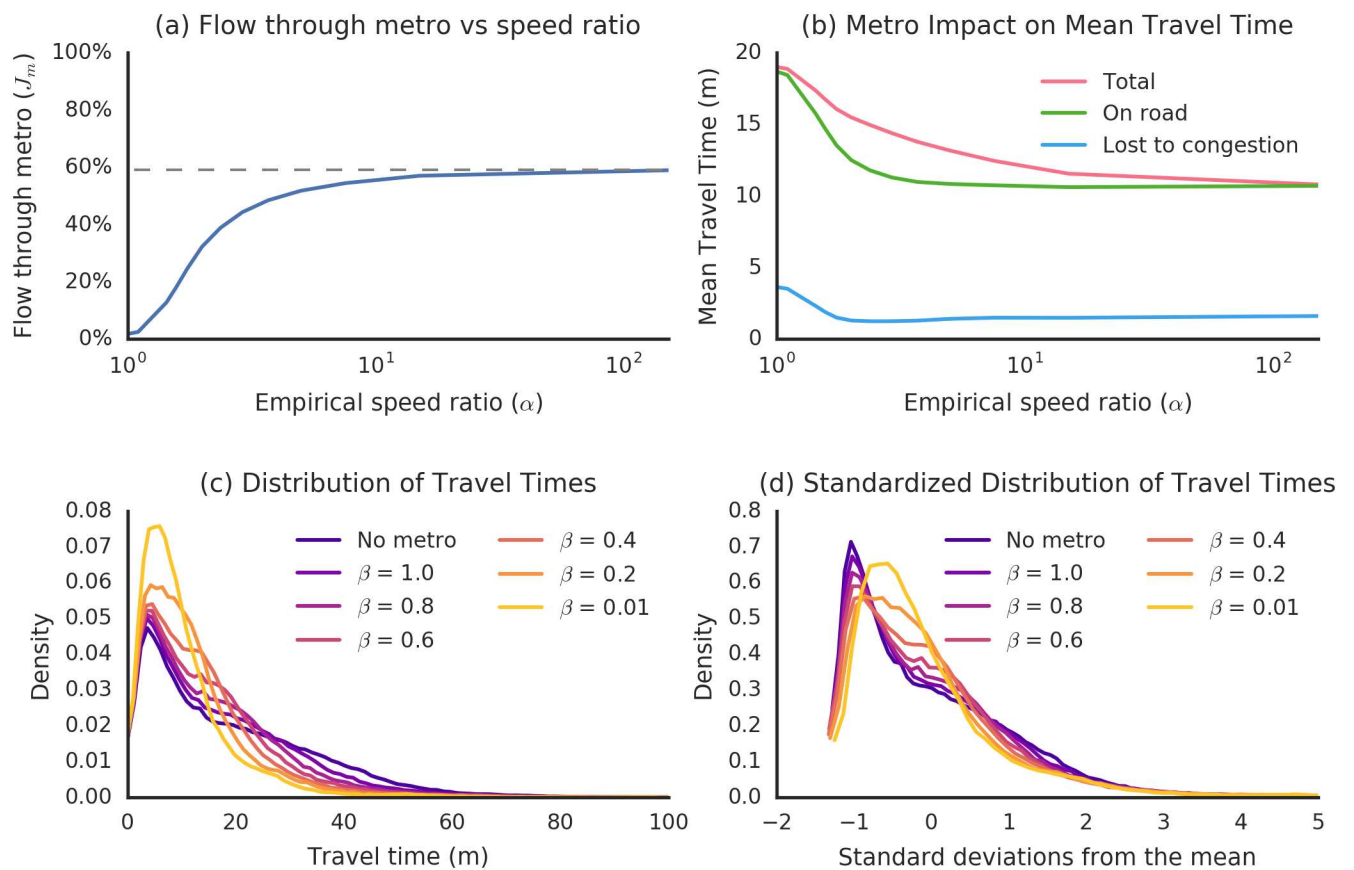 (a) Flow through metro vs speed ratio
100%
80%
60%
40%
20%
0%
Flow through metro (J_m)
10^0
10^1
10^2
Empirical speed ratio (α)
(b) Metro Impact on Mean Travel Time
20
15
10
5
0
Mean Travel Time (m)
Total
On road
Lost to congestion
10^0
10^1
10^2
Empirical speed ratio (α)
(c) Distribution of Travel Times
0.08
0.07
0.06
0.05
0.04
0.03
0.02
0.01
0.00
Density
No metro
β = 1.0
β = 0.8
β = 0.6
β = 0.4
β = 0.2
β = 0.01
0
20
40
60
80
100
Travel time (m)
(d) Standardized Distribution of Travel Times
0.8
0.7
0.6
0.5
0.4
0.3
0.2
0.1
0.0
Density
No metro
β = 1.0
β = 0.8
β = 0.6
β = 0.4
β = 0.2
β = 0.01
−2
−1
0
1
2
3
4
5
Standard deviations from the mean